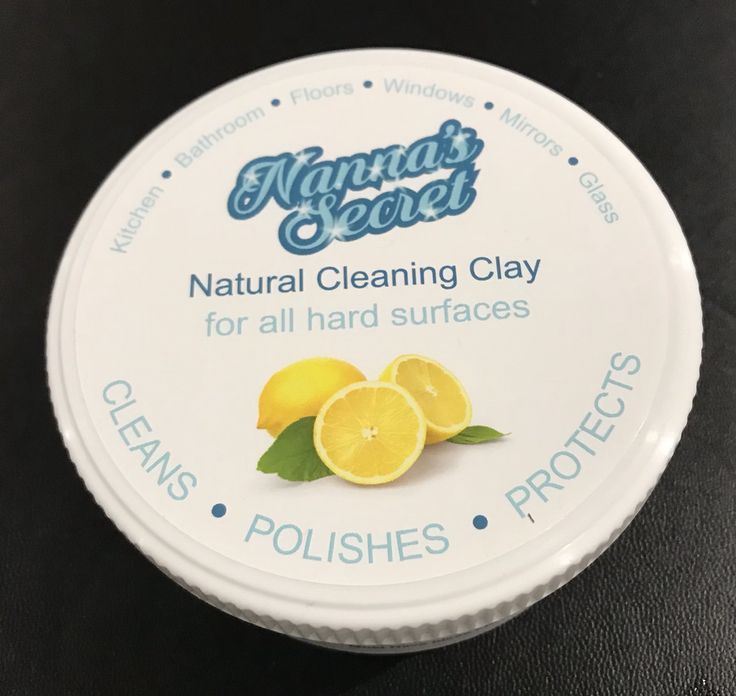 Kitchen • Bathroom • Floors • Windows • Mirrors • Glass
Nanna's
Secret
Natural Cleaning Clay
for all hard surfaces
CLEANS • POLISHES • PROTECTS